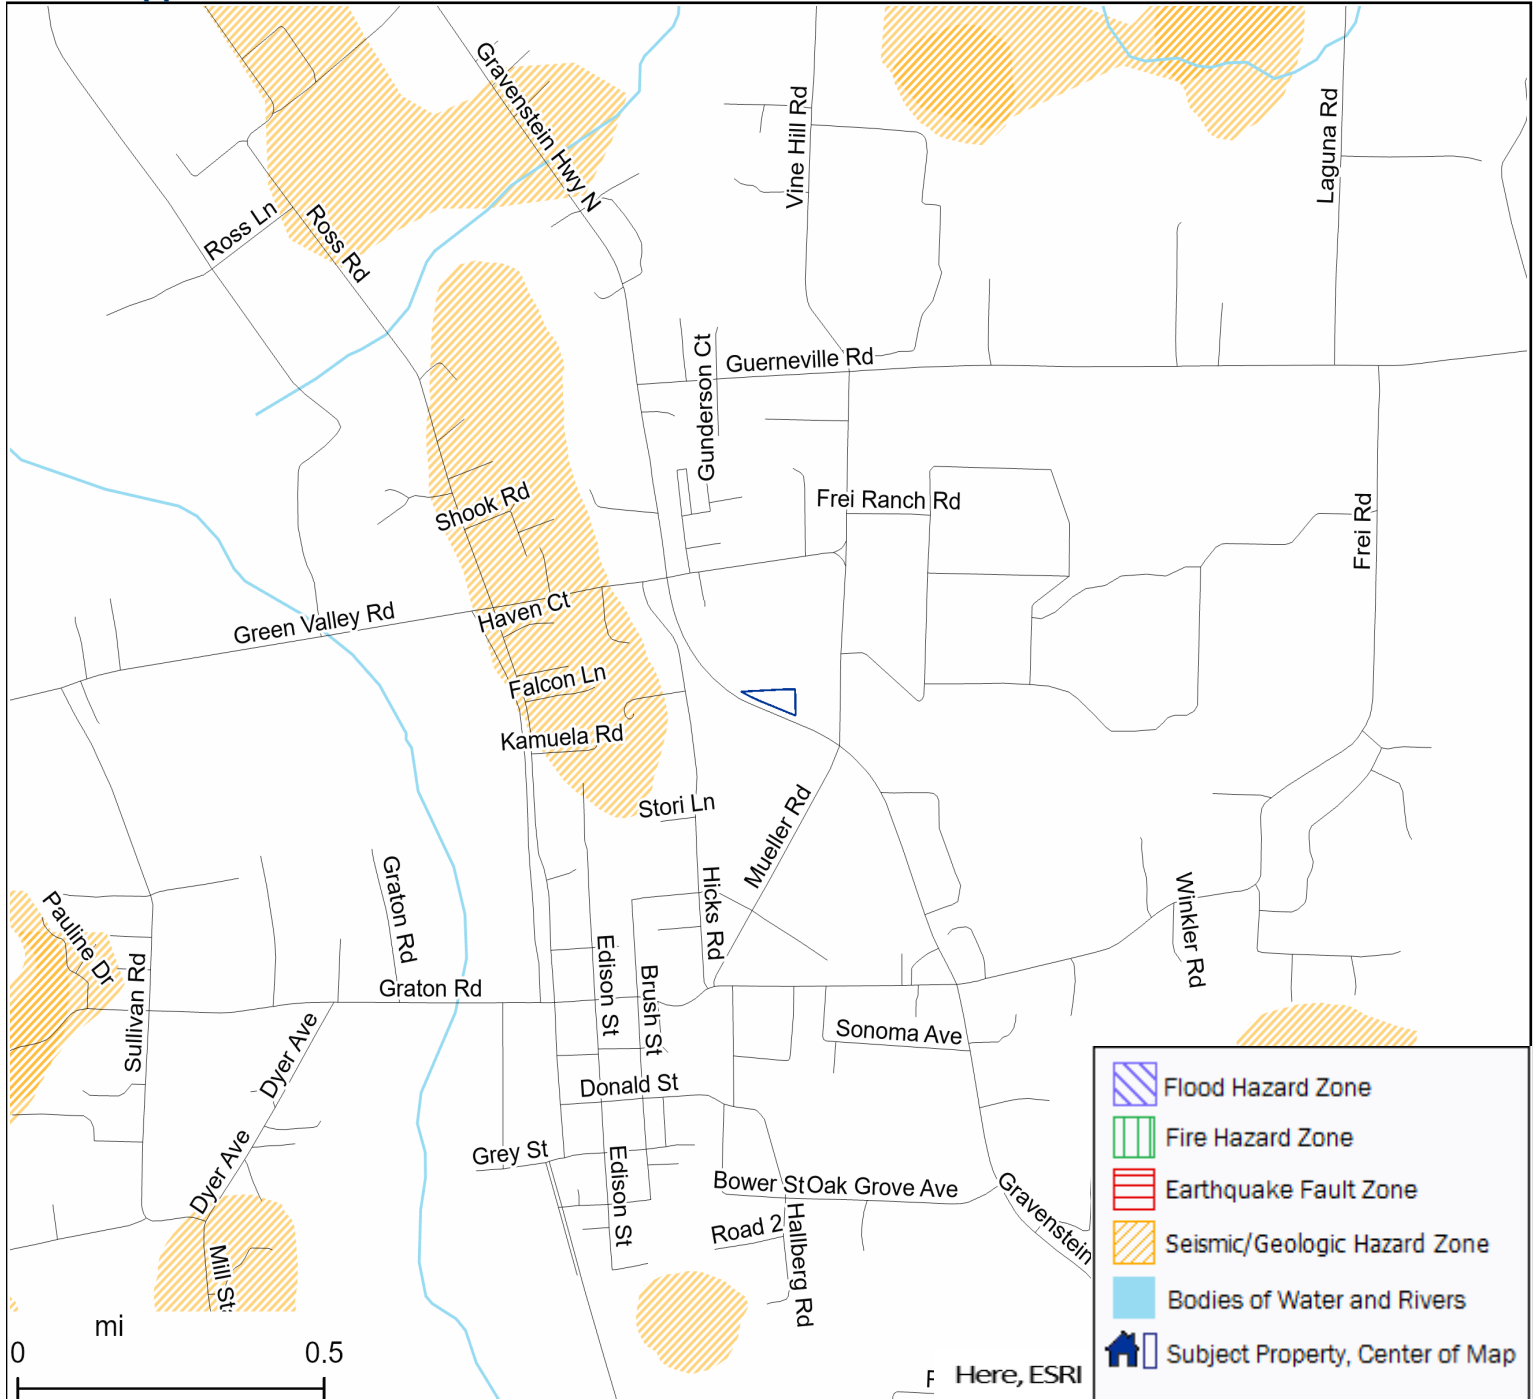 Gravenstein Hwy N
Vine Hill Rd
Laguna Rd
Ross Ln
Ross Rd
Gunderson Ct
Guerneville Rd
Shook Rd
Frei Ranch Rd
Frei Rd
Green Valley Rd
Haven Ct
Falcon Ln
Kamuela Rd
Stori Ln
Mueller Rd
Hicks Rd
Graton Rd
Pauline Dr
Winkler Rd
Sullivan Rd
Graton Rd
Edison St
Brush St
Sonoma Ave
Dyer Ave
Donald St
Dyer Ave
Grey St
Edison St
Bower St
Oak Grove Ave
Gravenstein
Road 2
Hallberg Rd
Mill St
Flood Hazard Zone
Fire Hazard Zone
Earthquake Fault Zone
Seismic/Geologic Hazard Zone
Bodies of Water and Rivers
Subject Property, Center of Map
mi
0 0.5
Here, ESRI